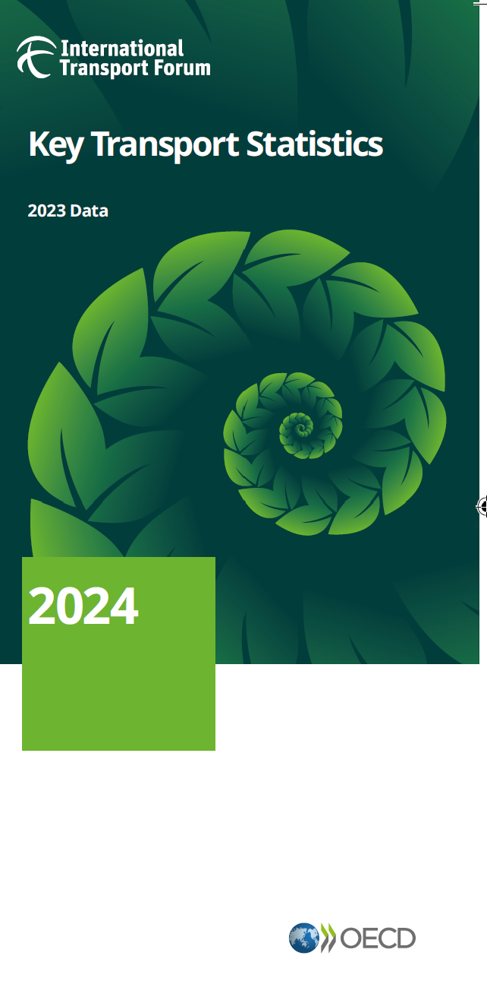 International
Transport Forum
Key Transport Statistics
2023 Data
2024
OECD